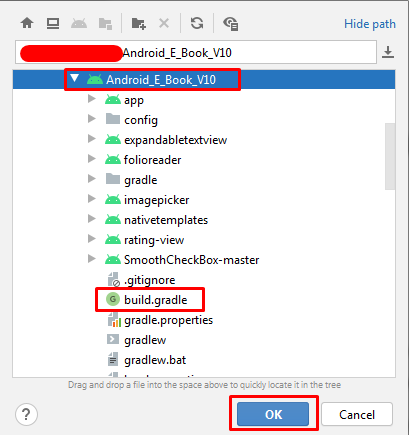 Hide path
Android_E_Book_V10
Android_E_Book_V10
app
config
expandabletextview
folioreader
gradle
imagepicker
nativetemplates
rating-view
SmoothCheckBox-master
.gitignore
G build.gradle
gradle.properties
gradlew
gradlew.bat
Drag and drop a file into the space above to quickly locate it in the tree
? OK Cancel